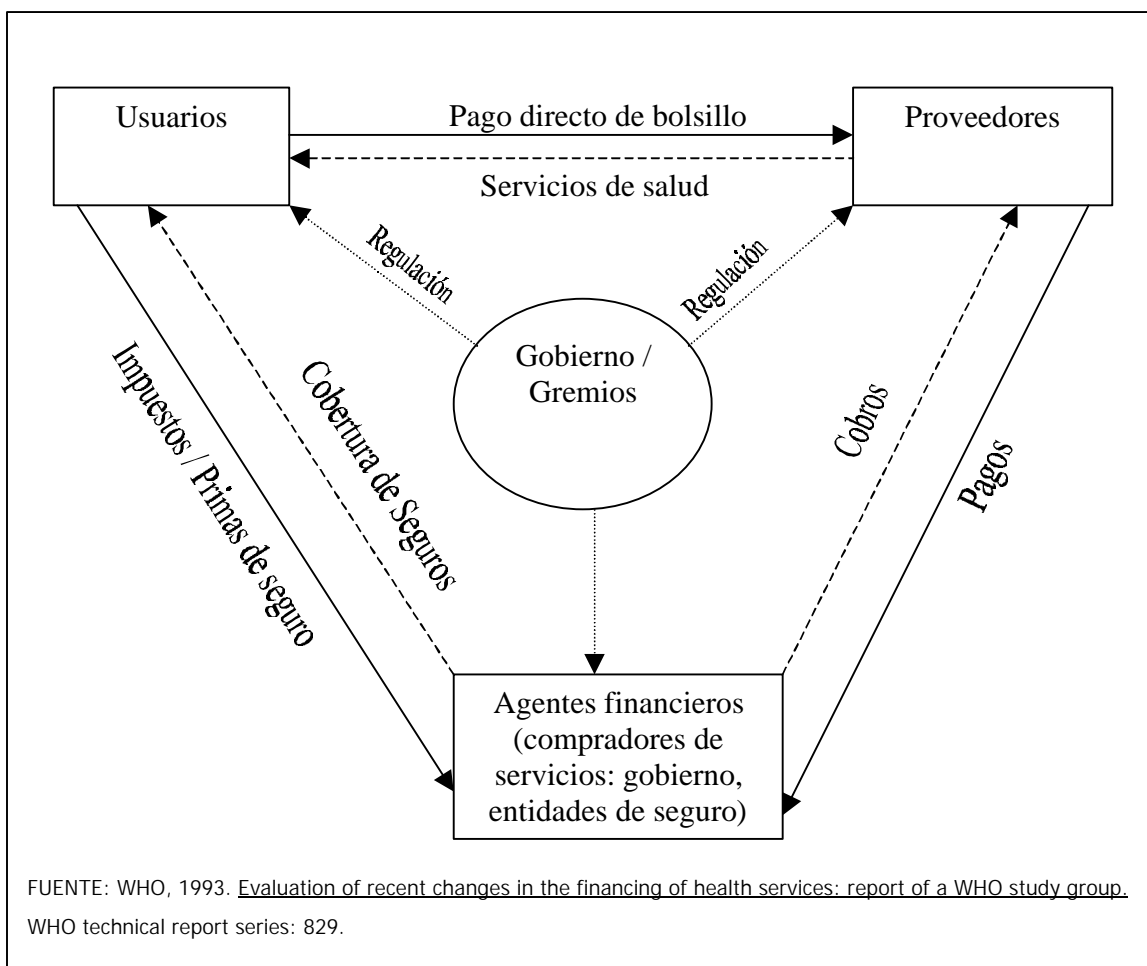 Usuarios
Pago directo de bolsillo
Proveedores
Servicios de salud
Regulación
Regulación
Gobierno /
Gremios
Impuestos / Primas de seguro
Cobertura de Seguros
Cobros
Pagos
Agentes financieros
(compradores de
servicios: gobierno,
entidades de seguro)
FUENTE: WHO, 1993. Evaluation of recent changes in the financing of health services: report of a WHO study group.
WHO technical report series: 829.